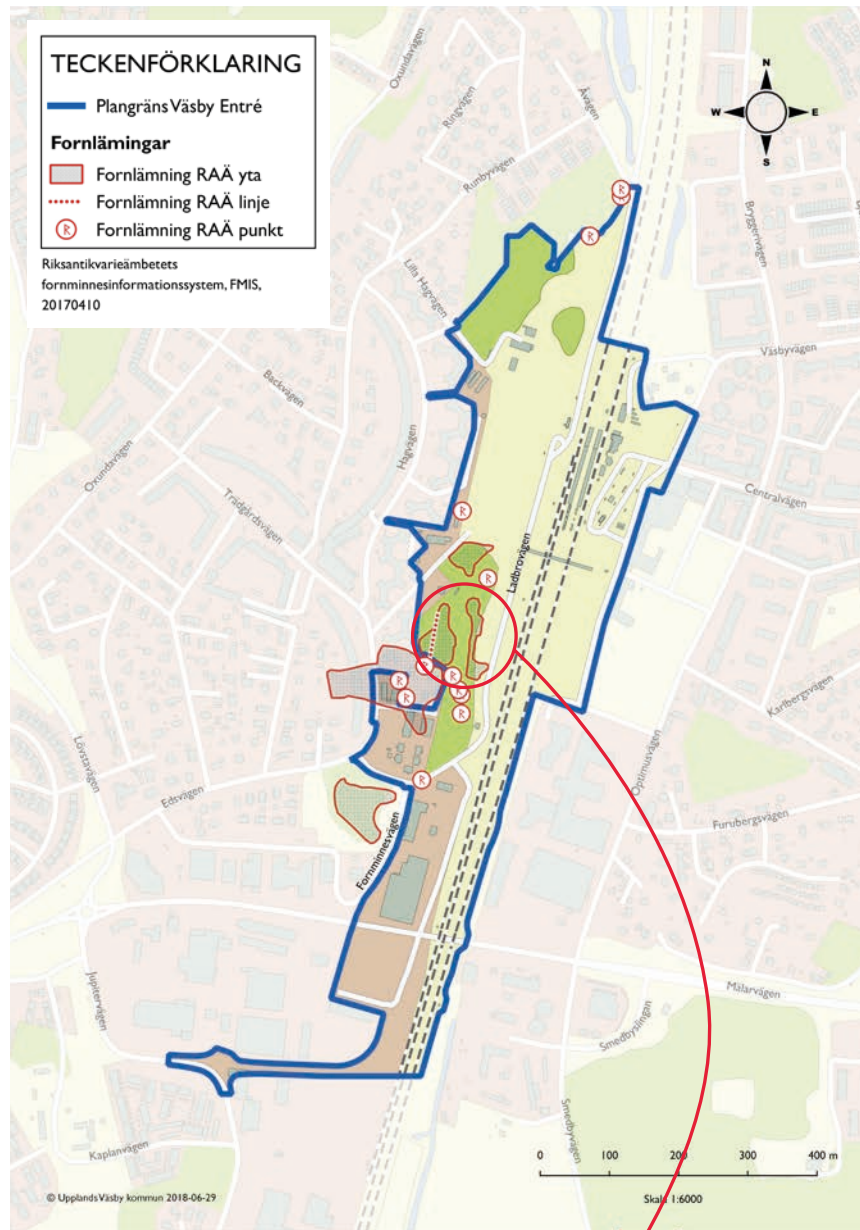 TECKENFÖRKLARING
Plangräns Väsby Entré
Fornlämingar
Fornlämning RAÄ yta
Fornlämning RAÄ linje
R
Fornlämning RAÄ punkt
Riksantikvarieämbetets
fornminnesinformationssystem, FMIS,
20170410
N
W
E
S
Oxundavägen
Ringvägen
Åvägen
Runbyvägen
Bryggerivägen
R
R
Lilla Hagvägen
Väsbyvägen
Backvägen
Hagvägen
Oxundavägen
Trädgårdsvägen
Centralvägen
R
Ladbrovägen
R
R
R
R
R
R
R
Karlbergsvägen
Lövstavägen
Optimusvägen
R
Edsvägen
Furubergsvägen
Fornminnesvägen
Jupitervägen
Mälarvägen
Smedbyslingan
Smedbyvägen
Kaplanvägen
0 100 200 300 400 m
© Upplands Väsby kommun 2018-06-29
Skala 1:6000